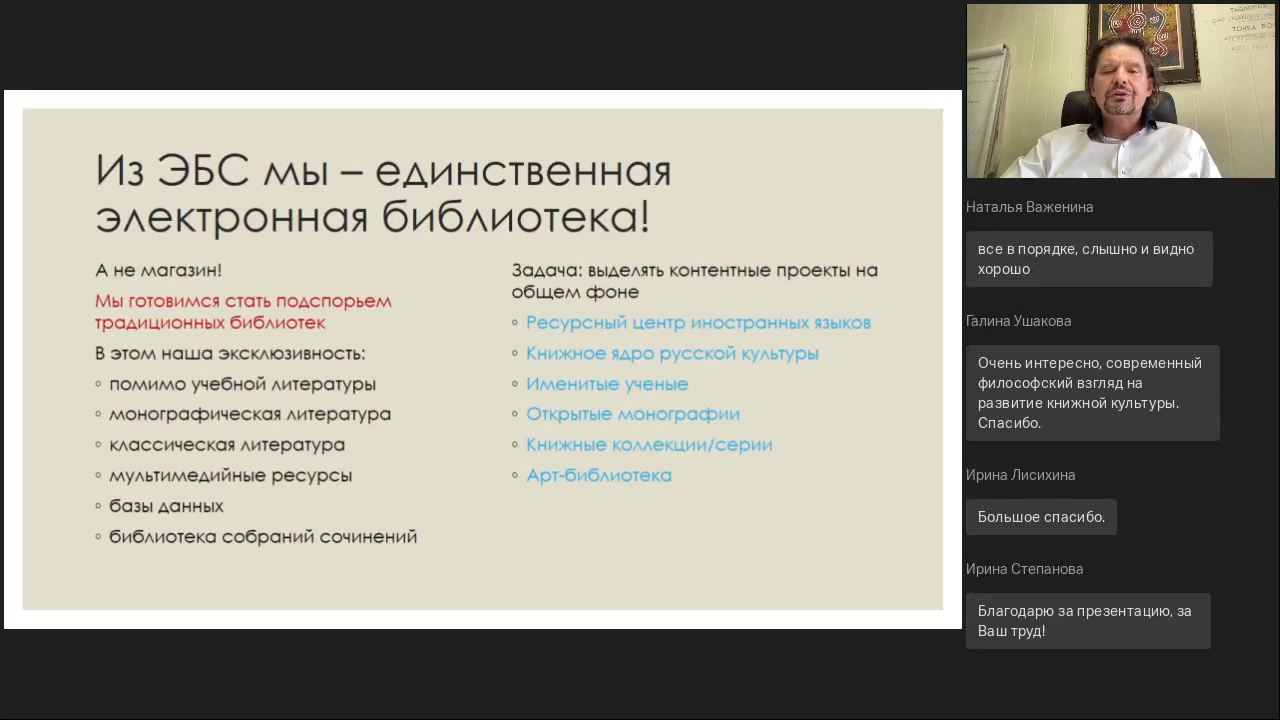 Из ЭБС мы – единственная
электронная библиотека!
А не магазин!
Мы готовимся стать подспорьем
традиционных библиотек
В этом наша эксклюзивность:
◦ помимо учебной литературы
◦ монографическая литература
◦ классическая литература
◦ мультимедийные ресурсы
◦ базы данных
◦ библиотека собраний сочинений
Задача: выделять контентные проекты на
общем фоне
◦ Ресурсный центр иностранных языков
◦ Книжное ядро русской культуры
◦ Именитые ученые
◦ Открытые монографии
◦ Книжные коллекции/серии
◦ Арт-библиотека
Наталья Важенина
все в порядке, слышно и видно
хорошо
Галина Ушакова
Очень интересно, современный
философский взгляд на
развитие книжной культуры.
Спасибо.
Ирина Лисихина
Большое спасибо.
Ирина Степанова
Благодарю за презентацию, за
Ваш труд!